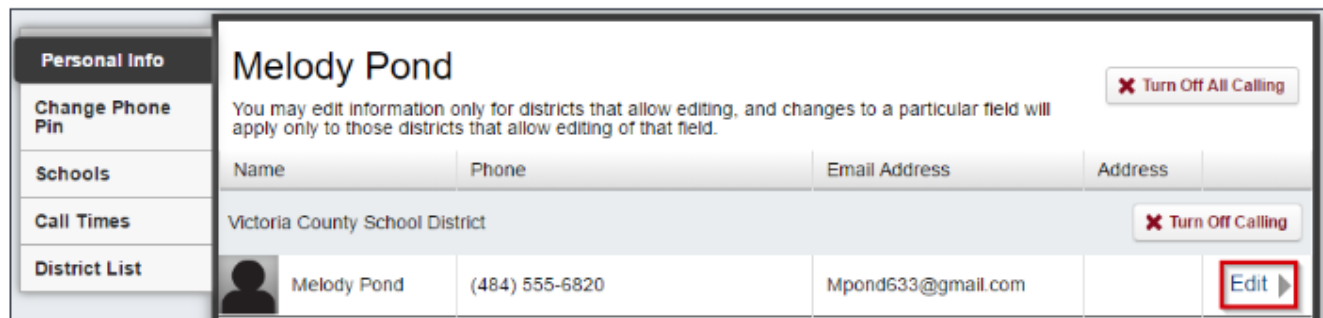 Personal Info
Change Phone
Pin
Schools
Call Times
District List
Melody Pond
You may edit information only for districts that allow editing, and changes to a particular field will
apply only to those districts that allow editing of that field.
Turn Off All Calling
Name Phone Email Address Address
Victoria County School District Turn Off Calling
Melody Pond (484) 555-6820 Mpond633@gmail.com Edit